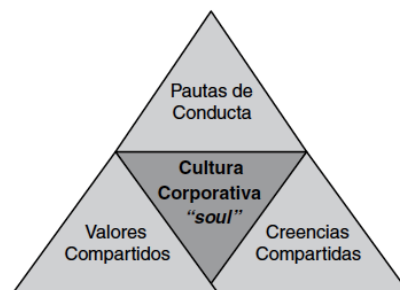 Pautas de
Conducta
Cultura
Corporativa
“soul”
Valores
Compartidos
Creencias
Compartidas